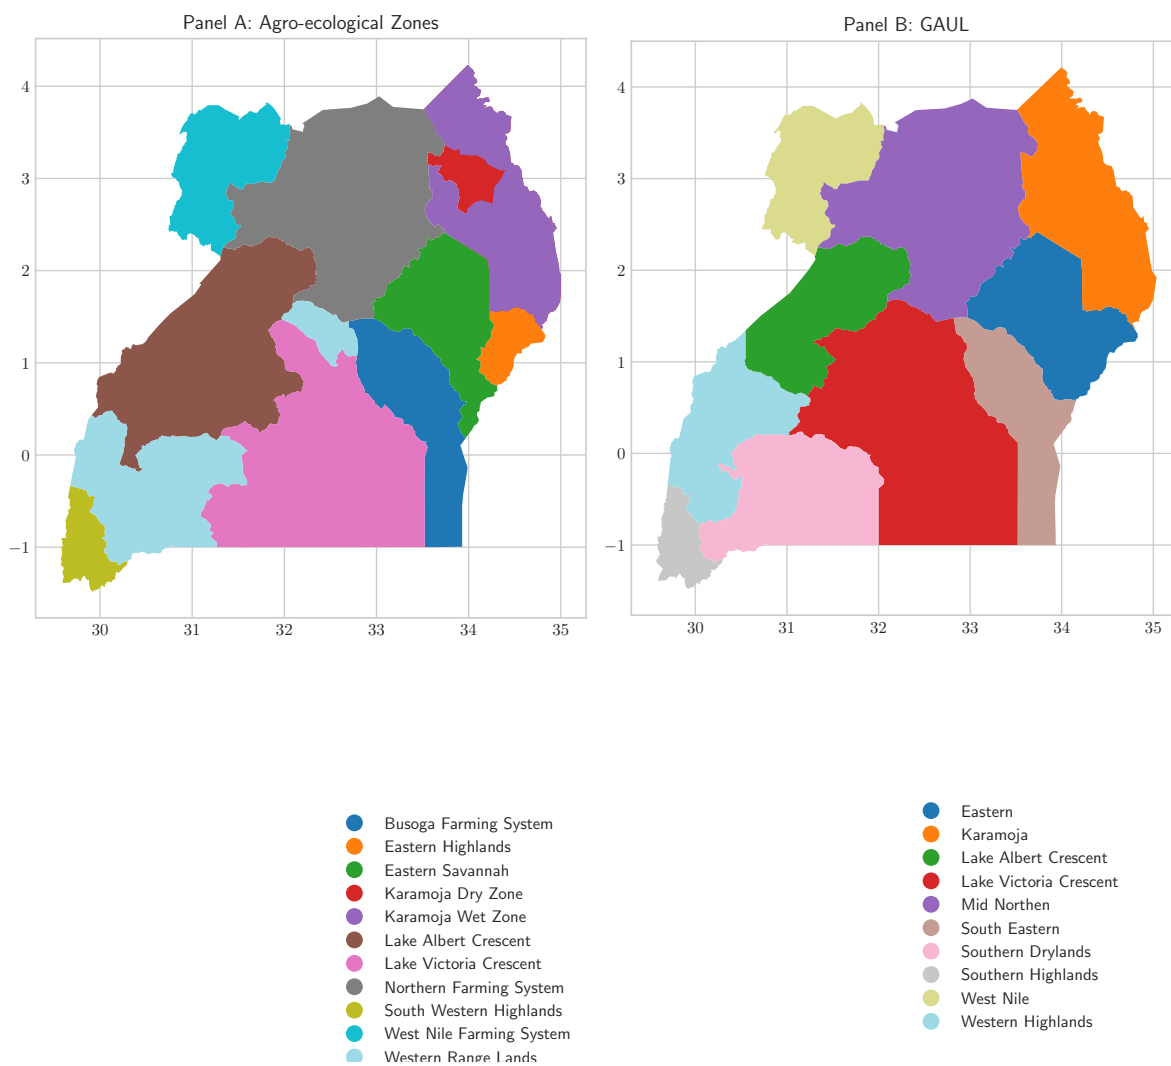 Panel A: Agro-ecological Zones
4
3
2
1
0
−1
30 31 32 33 34 35
Busoga Farming System
Eastern Highlands
Eastern Savannah
Karamoja Dry Zone
Karamoja Wet Zone
Lake Albert Crescent
Lake Victoria Crescent
Northern Farming System
South Western Highlands
West Nile Farming System
Western Range Lands
Panel B: GAUL
4
3
2
1
0
−1
30 31 32 33 34 35
Eastern
Karamoja
Lake Albert Crescent
Lake Victoria Crescent
Mid Northen
South Eastern
Southern Drylands
Southern Highlands
West Nile
Western Highlands